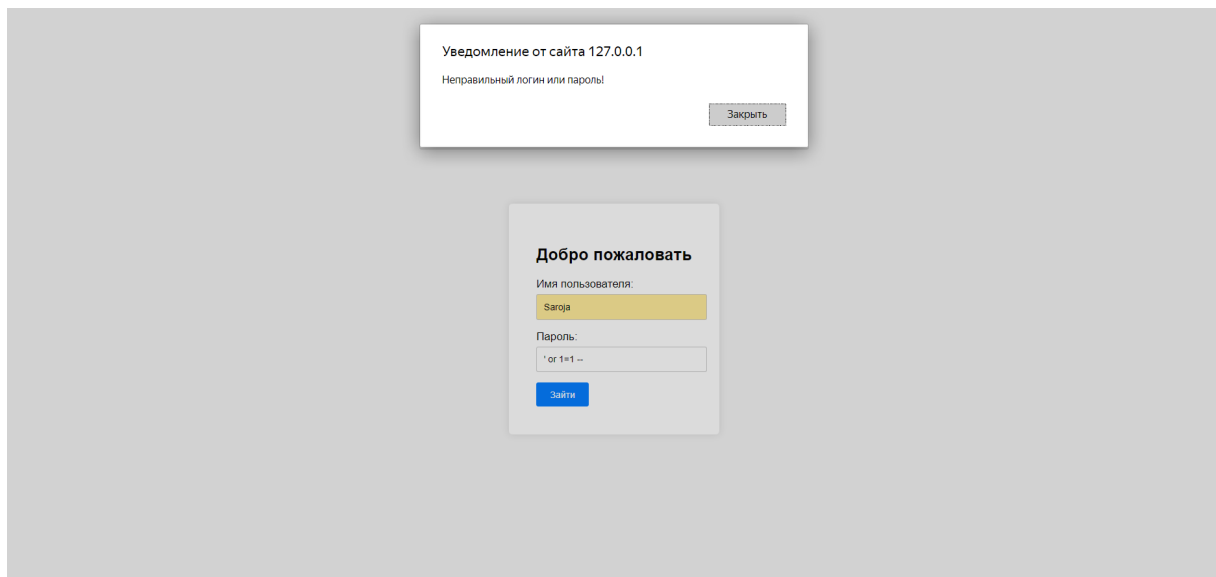 Уведомление от сайта 127.0.0.1
Неправильный логин или пароль!
Закрыть
Добро пожаловать
Имя пользователя:
Saroja
Пароль:
' or 1=1 --
Зайти